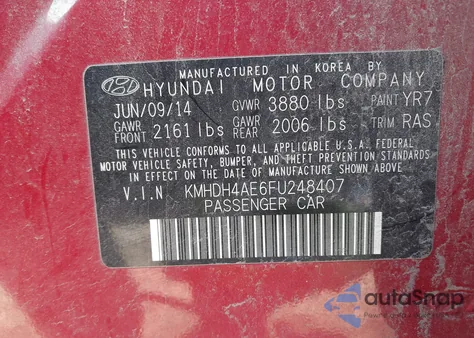 MANUFACTURED IN KOREA BY
HYUNDAI MOTOR COMPANY
JUN/09/14 GVWR 3880 lbs PAINT YR7
GAWR FRONT 2161 lbs GAWR REAR 2006 lbs TRIM RAS
THIS VEHICLE CONFORMS TO ALL APPLICABLE U.S.A. FEDERAL
MOTOR VEHICLE SAFETY, BUMPER, AND THEFT PREVENTION STANDARDS
IN EFFECT ON THE DATE OF MANUFACTURE SHOWN ABOVE.
V.I.N KMHDH4AE6FU248407
PASSENGER CAR
autoSnap